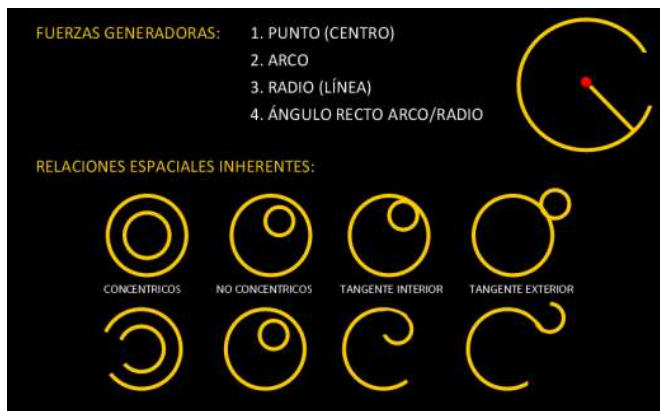 FUERZAS GENERADORAS:
1. PUNTO (CENTRO)
2. ARCO
3. RADIO (LÍNEA)
4. ÁNGULO RECTO ARCO/RADIO
RELACIONES ESPACIALES INHERENTES:
CONCENTRICOS
NO CONCENTRICOS
TANGENTE INTERIOR
TANGENTE EXTERIOR